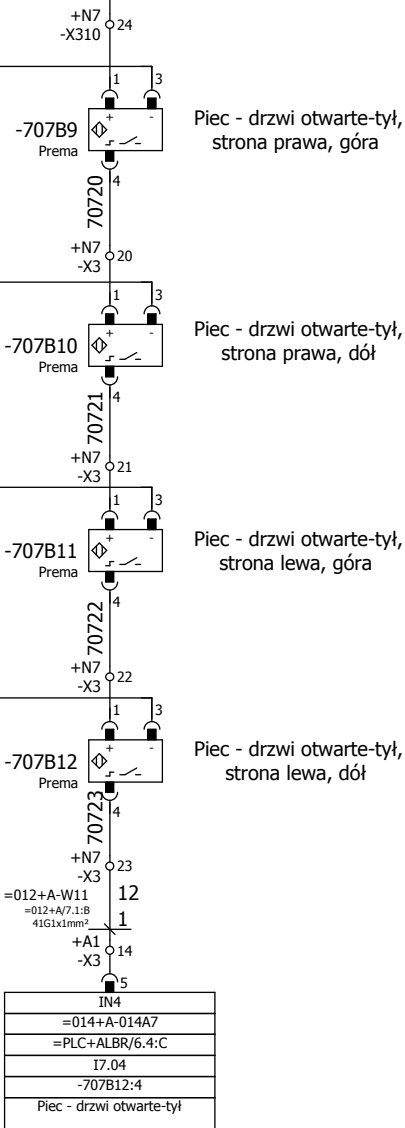 +N7
-X310
24
1
3
-707B9
Prema
+
-
Piec - drzwi otwarte-tył,
strona prawa, góra
4
70720
+N7
-X3
20
1
3
-707B10
Prema
+
-
Piec - drzwi otwarte-tył,
strona prawa, dół
4
70721
+N7
-X3
21
1
3
-707B11
Prema
+
-
Piec - drzwi otwarte-tył,
strona lewa, góra
4
70722
+N7
-X3
22
1
3
-707B12
Prema
+
-
Piec - drzwi otwarte-tył,
strona lewa, dół
4
70723
+N7
-X3
23
=012+A-W11
12
=012+A/7.1:B
41G1x1mm²
1
+A1
-X3
14
5
IN4
=014+A-014A7
=PLC+ALBR/6.4:C
I7.04
-707B12:4
Piec - drzwi otwarte-tył